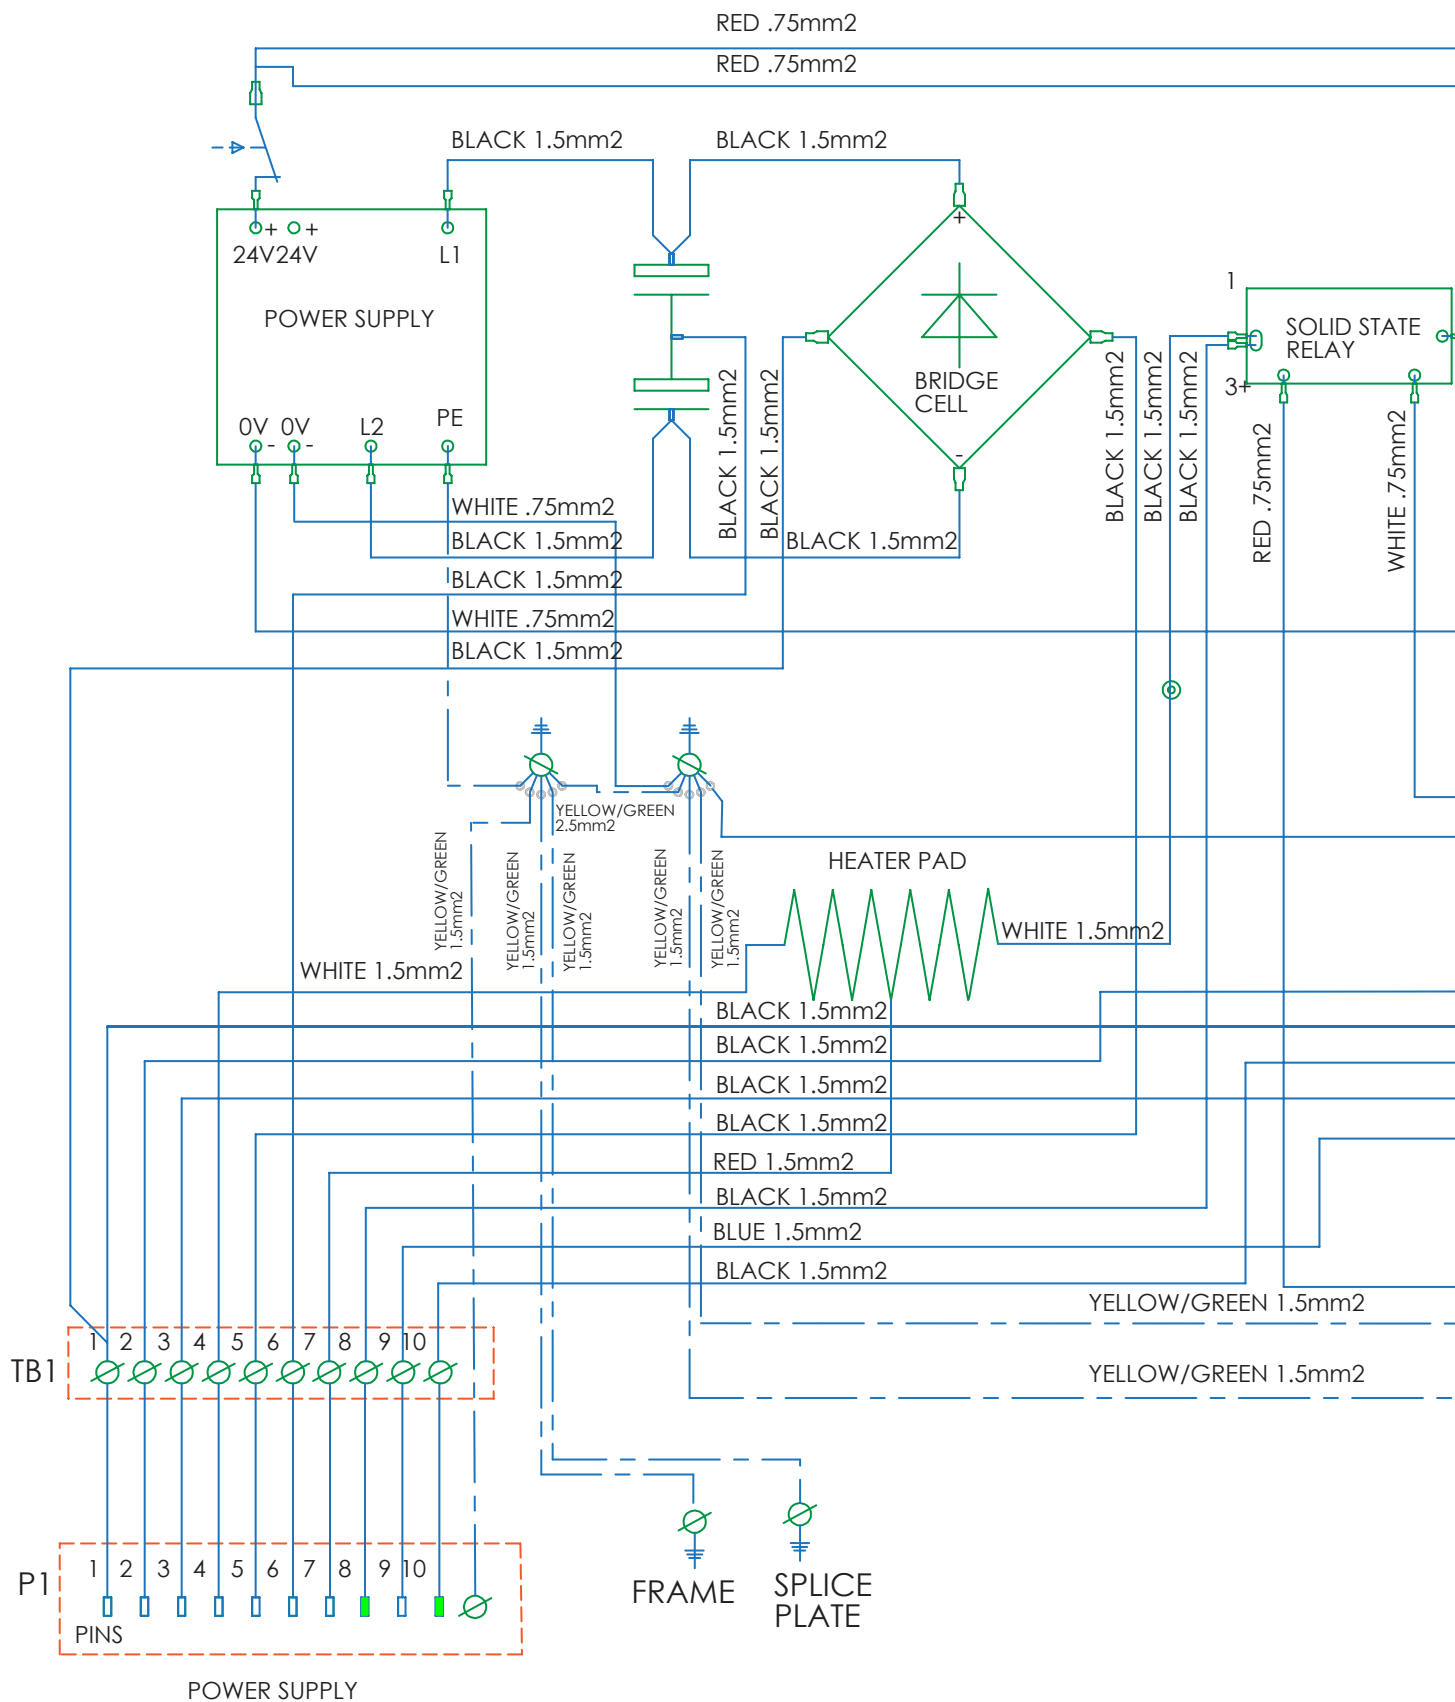 RED .75mm2
RED .75mm2
BLACK 1.5mm2
BLACK 1.5mm2
+
+
24V
24V
L1
POWER SUPPLY
0V
-
0V
-
L2
PE
+
BRIDGE
CELL
-
1
SOLID STATE
RELAY
3+
BLACK 1.5mm2
BLACK 1.5mm2
BLACK 1.5mm2
BLACK 1.5mm2
BLACK 1.5mm2
RED .75mm2
WHITE .75mm2
WHITE .75mm2
BLACK 1.5mm2
BLACK 1.5mm2
BLACK 1.5mm2
WHITE .75mm2
BLACK 1.5mm2
YELLOW/GREEN
2.5mm2
YELLOW/GREEN
1.5mm2
YELLOW/GREEN
1.5mm2
YELLOW/GREEN
1.5mm2
YELLOW/GREEN
1.5mm2
YELLOW/GREEN
1.5mm2
HEATER PAD
WHITE 1.5mm2
WHITE 1.5mm2
BLACK 1.5mm2
BLACK 1.5mm2
BLACK 1.5mm2
BLACK 1.5mm2
RED 1.5mm2
BLACK 1.5mm2
BLUE 1.5mm2
BLACK 1.5mm2
YELLOW/GREEN 1.5mm2
YELLOW/GREEN 1.5mm2
TB1
1 2 3 4 5 6 7 8 9 10
P1
1 2 3 4 5 6 7 8 9 10
PINS
FRAME
SPLICE
PLATE
POWER SUPPLY